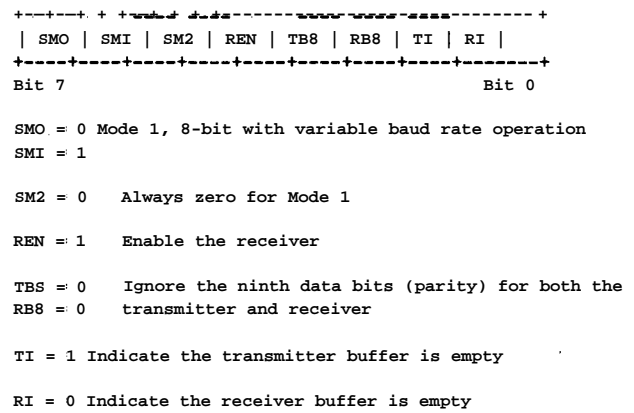 +--+--+. + +--+-+ +.+----------------------- +
| SMO | SMI | SM2 | REN | TB8 | RB8 | TI | RI |
+----+----+----+----+----+----+----+-------+
Bit 7 Bit 0
SMO = 0 Mode 1, 8-bit with variable baud rate operation
SMI = 1
SM2 = 0 Always zero for Mode 1
REN = 1 Enable the receiver
TBS = 0 Ignore the ninth data bits (parity) for both the
RB8 = 0 transmitter and receiver
TI = 1 Indicate the transmitter buffer is empty
RI = 0 Indicate the receiver buffer is empty